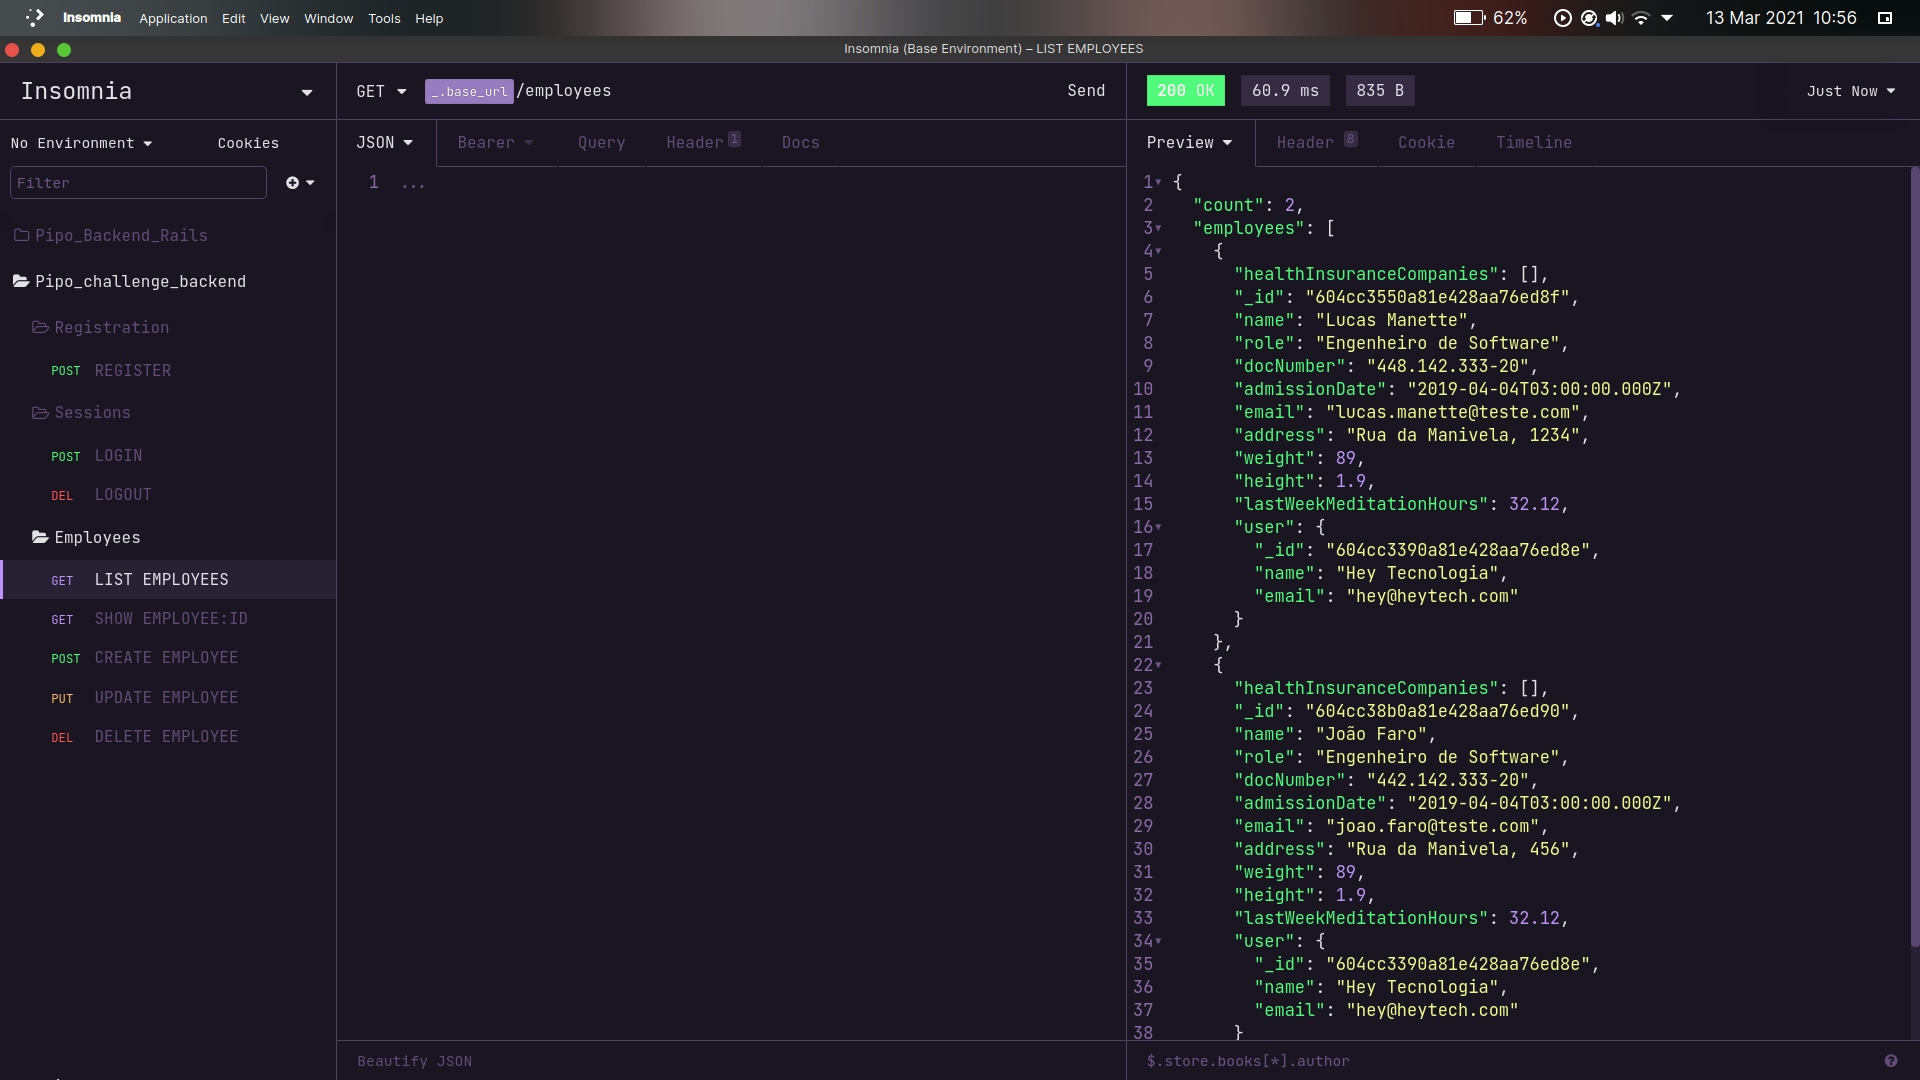 Insomnia Application Edit View Window Tools Help 62% 13 Mar 2021 10:56
Insomnia (Base Environment) – LIST EMPLOYEES
Insomnia
No Environment Cookies
Filter
Pipo_Backend_Rails
Pipo_challenge_backend
Registration
POST REGISTER
Sessions
POST LOGIN
DEL LOGOUT
Employees
GET LIST EMPLOYEES
GET SHOW EMPLOYEE:ID
POST CREATE EMPLOYEE
PUT UPDATE EMPLOYEE
DEL DELETE EMPLOYEE
GET _.base_url /employees Send
JSON Bearer Query Header 1 Docs
1 ...
Beautify JSON
200 OK 60.9 ms 835 B Just Now
Preview Header 8 Cookie Timeline
1 {
2 "count": 2,
3 "employees": [
4 {
5 "healthInsuranceCompanies": [],
6 "_id": "604cc3550a81e428aa76ed8f",
7 "name": "Lucas Manette",
8 "role": "Engenheiro de Software",
9 "docNumber": "448.142.333-20",
10 "admissionDate": "2019-04-04T03:00:00.000Z",
11 "email": "lucas.manette@teste.com",
12 "address": "Rua da Manivela, 1234",
13 "weight": 89,
14 "height": 1.9,
15 "lastWeekMeditationHours": 32.12,
16 "user": {
17 "_id": "604cc3390a81e428aa76ed8e",
18 "name": "Hey Tecnologia",
19 "email": "hey@heytech.com"
20 }
21 },
22 {
23 "healthInsuranceCompanies": [],
24 "_id": "604cc38b0a81e428aa76ed90",
25 "name": "João Faro",
26 "role": "Engenheiro de Software",
27 "docNumber": "442.142.333-20",
28 "admissionDate": "2019-04-04T03:00:00.000Z",
29 "email": "joao.faro@teste.com",
30 "address": "Rua da Manivela, 456",
31 "weight": 89,
32 "height": 1.9,
33 "lastWeekMeditationHours": 32.12,
34 "user": {
35 "_id": "604cc3390a81e428aa76ed8e",
36 "name": "Hey Tecnologia",
37 "email": "hey@heytech.com"
38 }
$.store.books[*].author